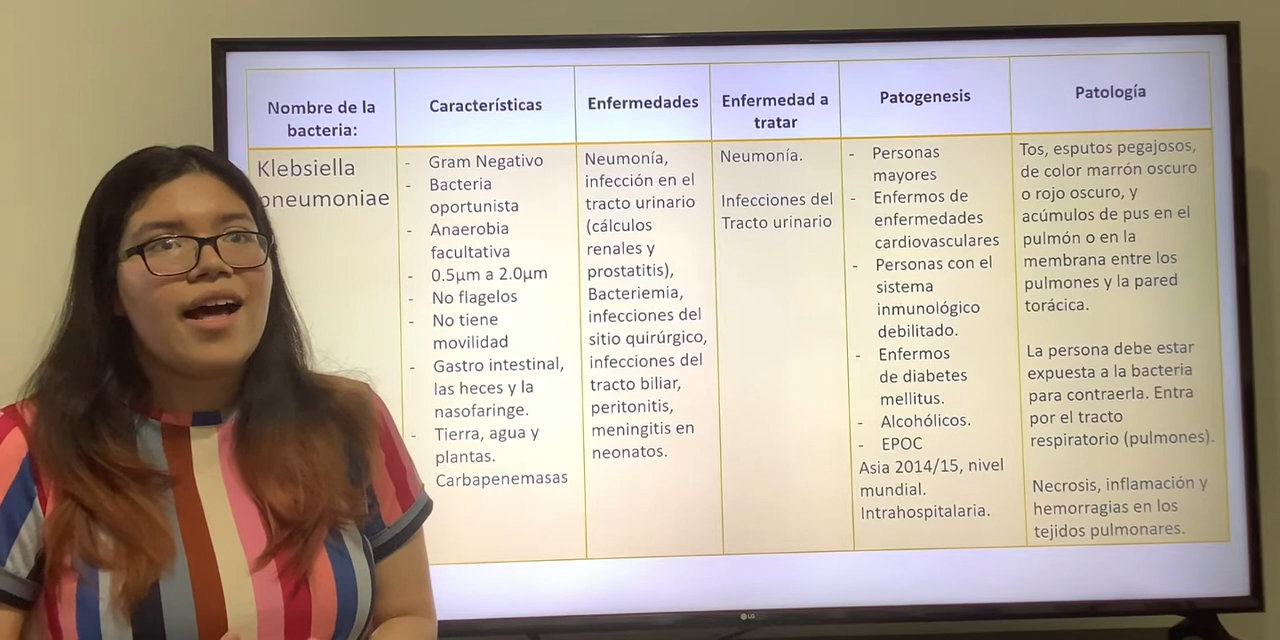 Nombre de la
bacteria:
Características
Enfermedades
Enfermedad a
tratar
Patogenesis
Patología
Klebsiella
pneumoniae
- Gram Negativo
- Bacteria
oportunista
- Anaerobia
facultativa
- 0.5μm a 2.0μm
- No flagelos
- No tiene
movilidad
- Gastro intestinal,
las heces y la
nasofaringe.
- Tierra, agua y
plantas.
Carbapenemasas
Neumonía,
infección en el
tracto urinario
(cálculos
renales y
prostatitis),
Bacteriemia,
infecciones del
sitio quirúrgico,
infecciones del
tracto biliar,
peritonitis,
meningitis en
neonatos.
Neumonía.
Infecciones del
Tracto urinario
- Personas
mayores
- Enfermos de
enfermedades
cardiovasculares
- Personas con el
sistema
inmunológico
debilitado.
- Enfermos
de diabetes
mellitus.
- Alcohólicos.
- EPOC
Asia 2014/15, nivel
mundial.
Intrahospitalaria.
Tos, esputos pegajosos,
de color marrón oscuro
o rojo oscuro, y
acúmulos de pus en el
pulmón o en la
membrana entre los
pulmones y la pared
torácica.
La persona debe estar
expuesta a la bacteria
para contraerla. Entra
por el tracto
respiratorio (pulmones).
Necrosis, inflamación y
hemorragias en los
tejidos pulmonares.
LG